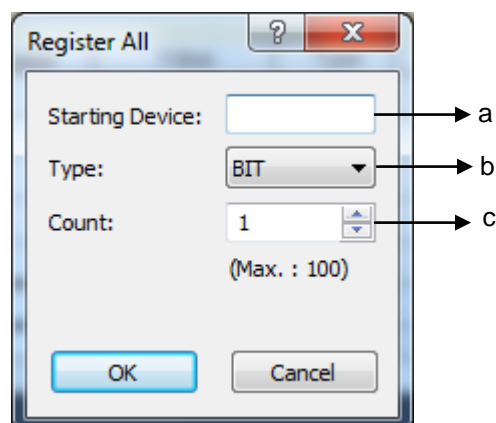 Register All
Starting Device: a
Type: BIT b
Count: 1 c
(Max. : 100)
OK Cancel